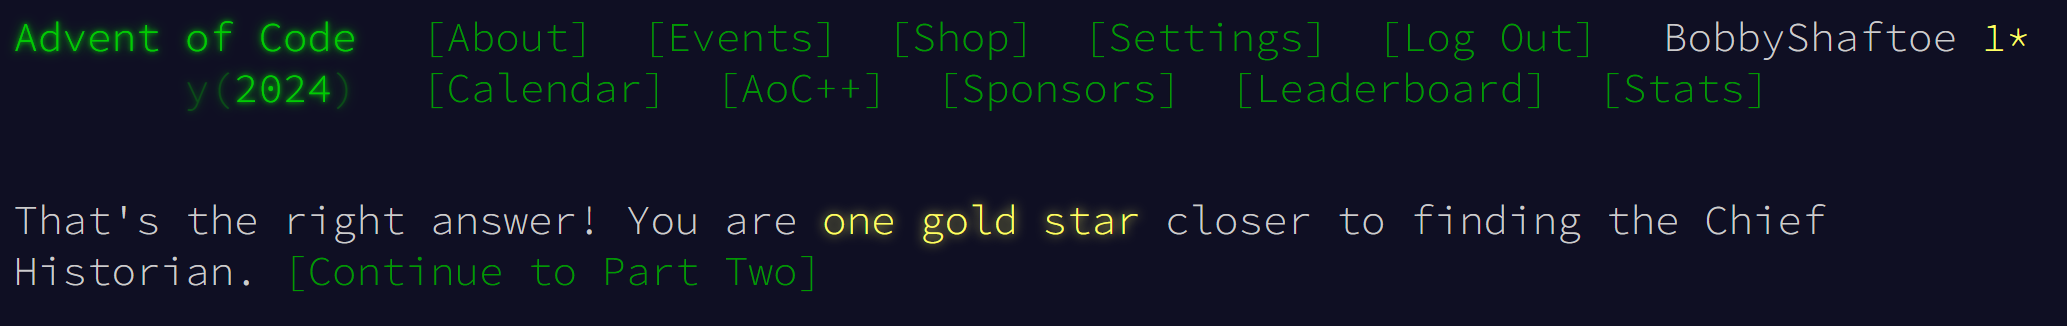 Advent of Code [About] [Events] [Shop] [Settings] [Log Out] BobbyShaftoe 1*
y(2024) [Calendar] [AoC++] [Sponsors] [Leaderboard] [Stats]
That's the right answer! You are one gold star closer to finding the Chief
Historian. [Continue to Part Two]